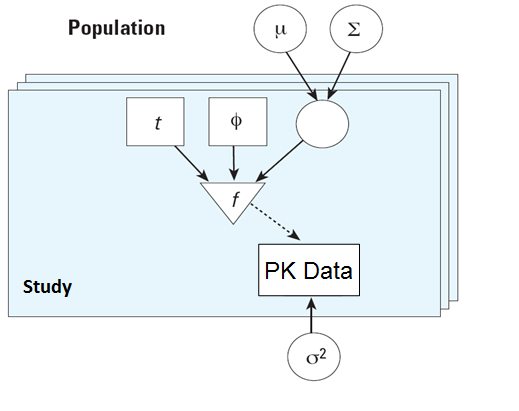 Population
μ
Σ
t
ϕ
f
PK Data
Study
σ²